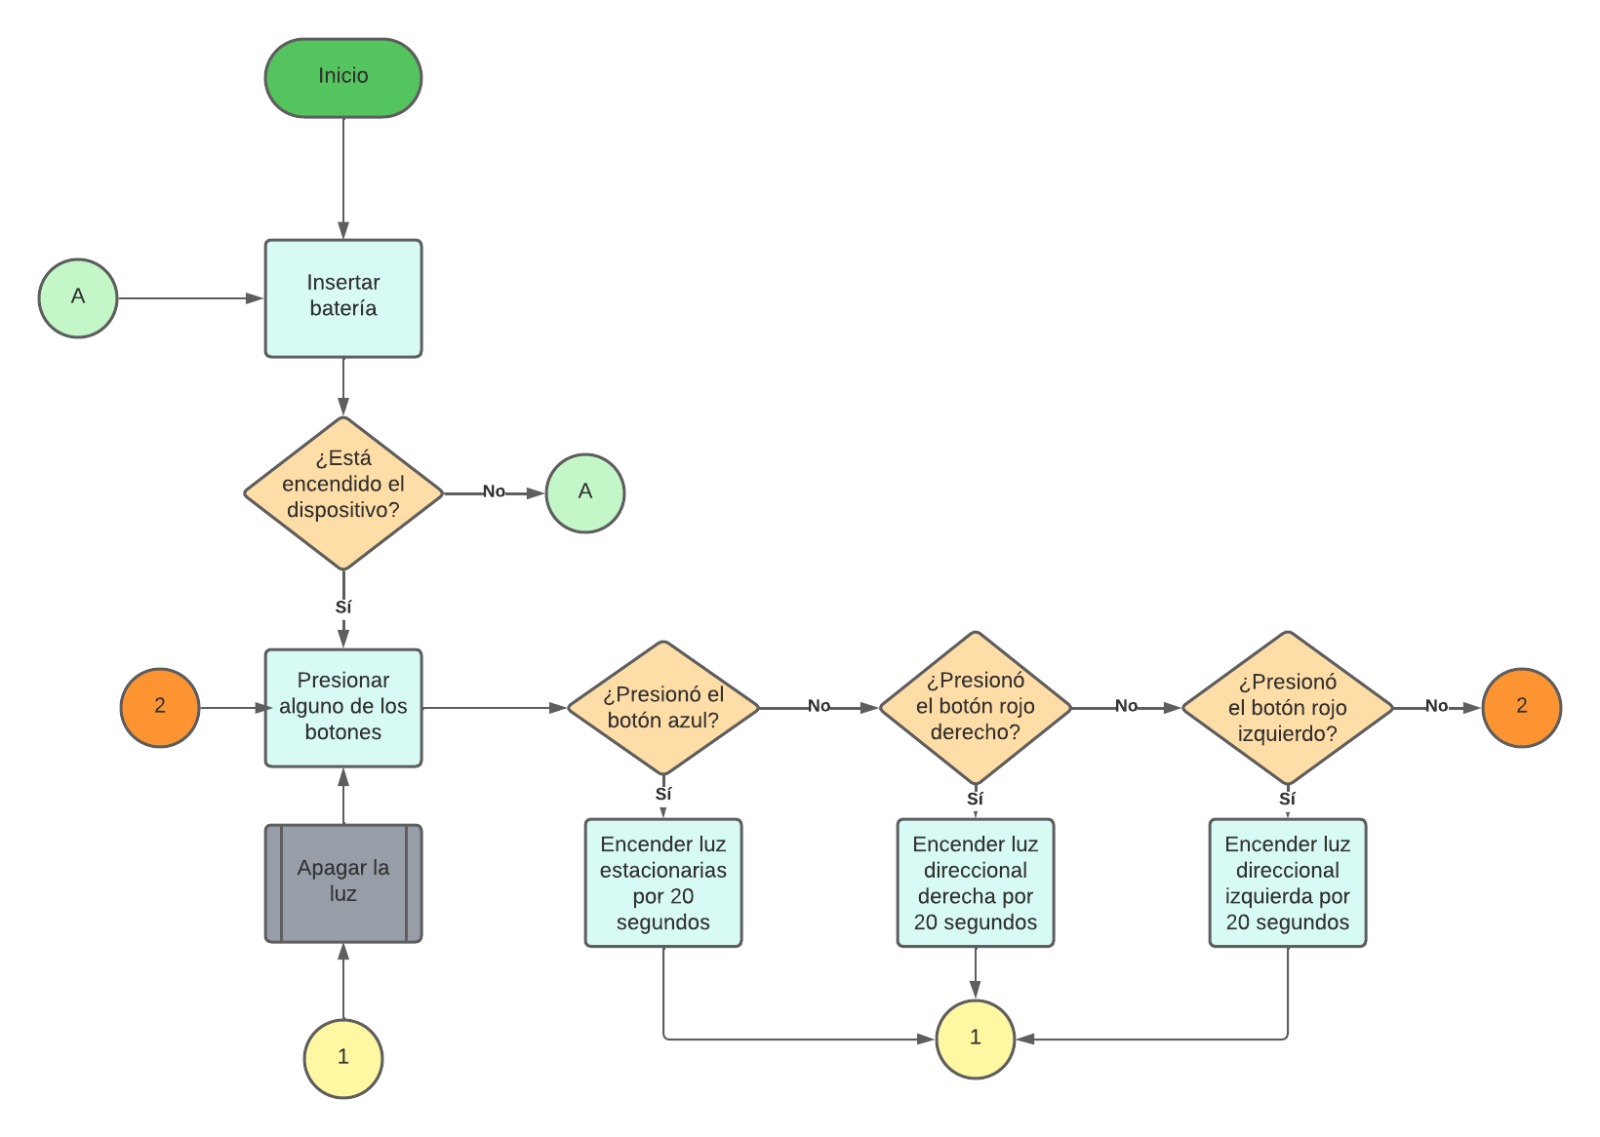 Inicio
A
Insertar
batería
¿Está
encendido el
dispositivo?
No
A
Sí
2
Presionar
alguno de los
botones
¿Presionó el
botón azul?
No
¿Presionó
el botón rojo
derecho?
No
¿Presionó
el botón rojo
izquierdo?
No
2
Sí
Sí
Sí
Apagar la
luz
Encender luz
estacionarias
por 20
segundos
Encender luz
direccional
derecha por
20 segundos
Encender luz
direccional
izquierda por
20 segundos
1
1